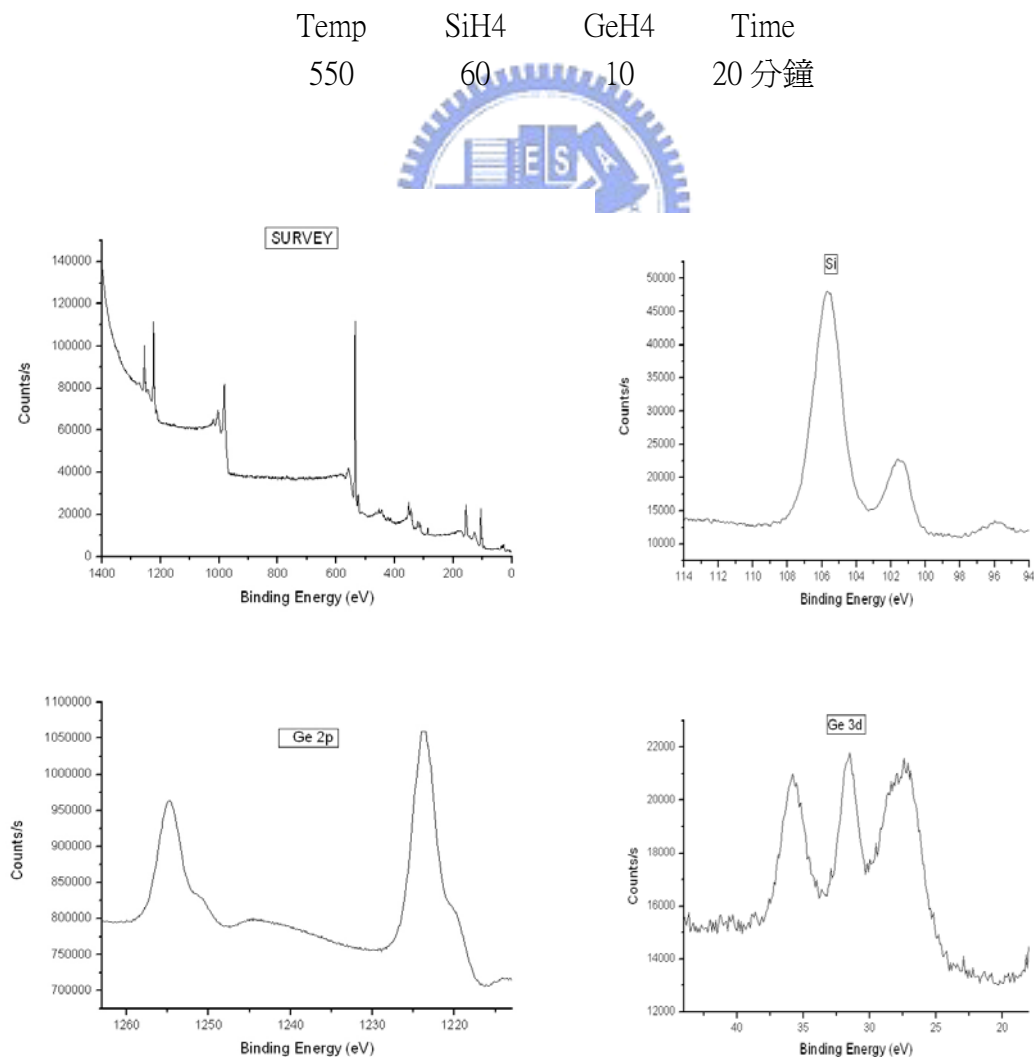 Temp SiH4 GeH4 Time
550 60 10 20 分鐘
E S A
SURVEY
140000
120000
100000
80000
60000
40000
20000
0
Counts/s
1400 1200 1000 800 600 400 200 0
Binding Energy (eV)
Si
50000
45000
40000
35000
30000
25000
20000
15000
10000
Counts/s
114 112 110 108 106 104 102 100 98 96 94
Binding Energy (eV)
Ge 2p
1100000
1050000
1000000
950000
900000
850000
800000
750000
700000
Counts/s
1260 1250 1240 1230 1220
Binding Energy (eV)
Ge 3d
22000
20000
18000
16000
14000
12000
Counts/s
40 35 30 25 20
Binding Energy (eV)